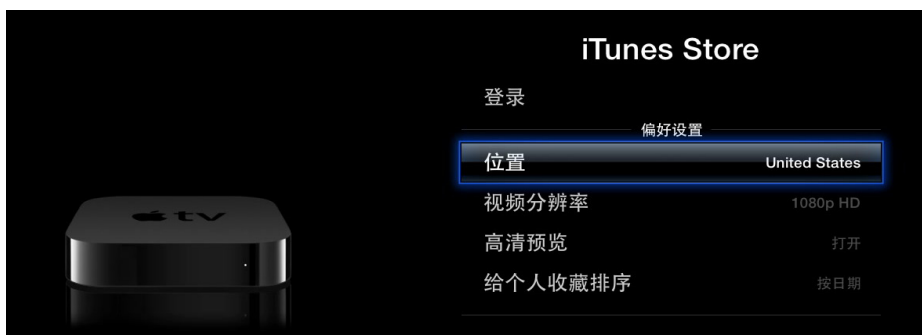 iTunes Store
登录
偏好设置
位置 United States
视频分辨率 1080p HD
高清预览 打开
给个人收藏排序 按日期
tv